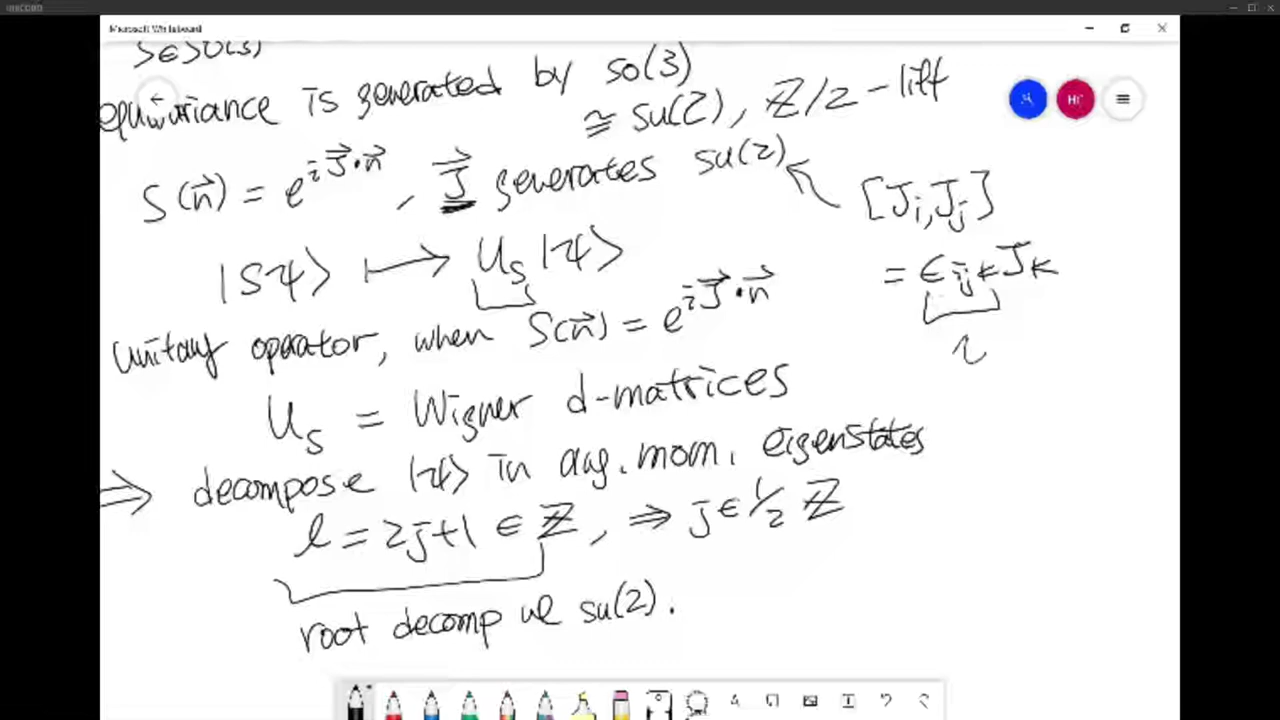 Microsoft Whiteboard
S∈SO(3)
equivariance is generated by so(3)
≅ su(2), ℤ/2-lift
S(n⃗) = e^{iJ⃗·n⃗}, J⃗ generates su(2)
[J_i, J_j]
= ε_{ijk} J_k
|Sψ⟩ ↦ U_S |ψ⟩
unitary operator, when S(n⃗) = e^{iJ⃗·n⃗}
U_S = Wigner d-matrices
⇒ decompose |ψ⟩ in ang. mom. eigenstates
l = 2j+1 ∈ ℤ, ⇒ j ∈ 1/2 ℤ
root decomp su(2).